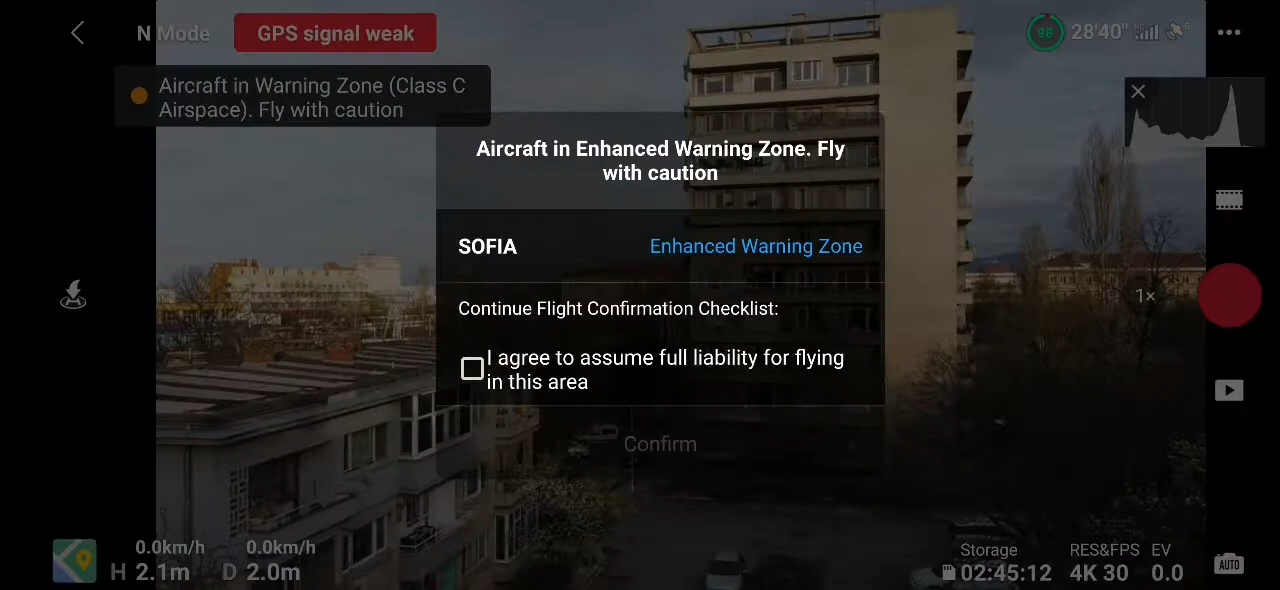 N Mode
GPS signal weak
98
28'40"
Aircraft in Warning Zone (Class C
Airspace). Fly with caution
Aircraft in Enhanced Warning Zone. Fly
with caution
SOFIA
Enhanced Warning Zone
Continue Flight Confirmation Checklist:
1×
I agree to assume full liability for flying
in this area
Confirm
0.0km/h
0.0km/h
H 2.1m
D 2.0m
Storage
RES&FPS
EV
02:45:12
4K 30
0.0
AUTO